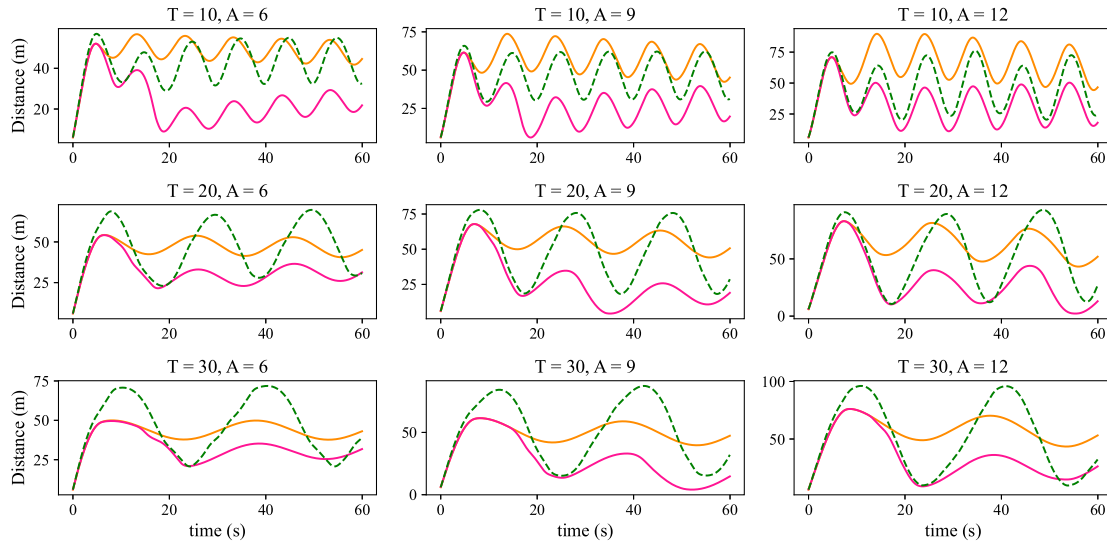 T = 10, A = 6
T = 10, A = 9
T = 10, A = 12
Distance (m)
40
20
0 20 40 60
75
50
25
0 20 40 60
75
50
25
0 20 40 60
T = 20, A = 6
T = 20, A = 9
T = 20, A = 12
Distance (m)
50
25
0 20 40 60
75
50
25
0 20 40 60
50
0
0 20 40 60
T = 30, A = 6
T = 30, A = 9
T = 30, A = 12
Distance (m)
75
50
25
0 20 40 60
time (s)
50
0
0 20 40 60
time (s)
100
50
0 20 40 60
time (s)